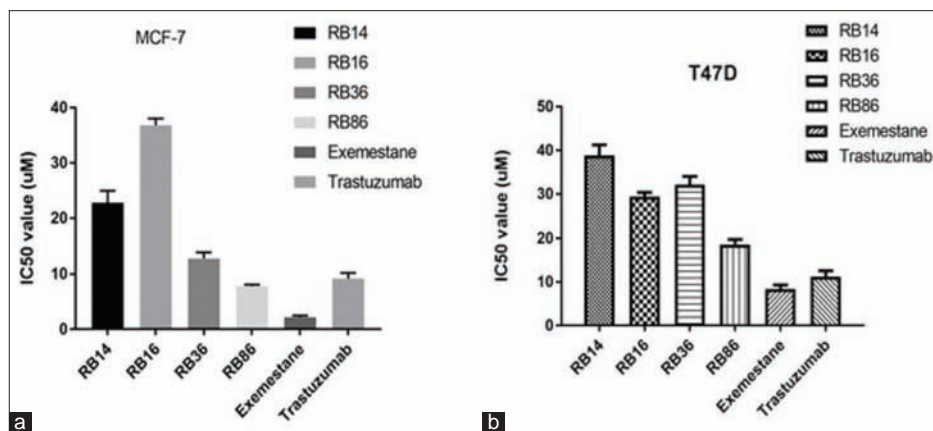 MCF-7
RB14
RB16
RB36
RB86
Exemestane
Trastuzumab
IC50 value (uM)
40
30
20
10
0
RB14
RB16
RB36
RB86
Exemestane
Trastuzumab
a
T47D
RB14
RB16
RB36
RB86
Exemestane
Trastuzumab
IC50 value (uM)
50
40
30
20
10
0
RB14
RB16
RB36
RB86
Exemestane
Trastuzumab
b